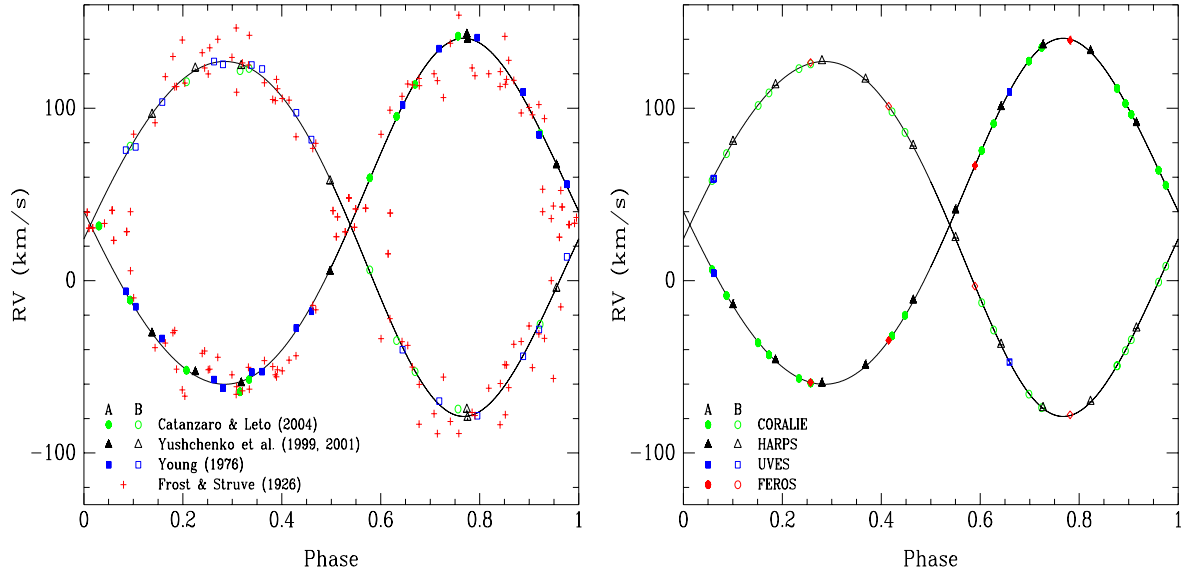 RV (km/s)
100
0
-100
A B
Catanzaro & Leto (2004)
Yushchenko et al. (1999, 2001)
Young (1976)
Frost & Struve (1926)
0 0.2 0.4 0.6 0.8 1
Phase
RV (km/s)
100
0
-100
A B
CORALIE
HARPS
UVES
FEROS
0 0.2 0.4 0.6 0.8 1
Phase